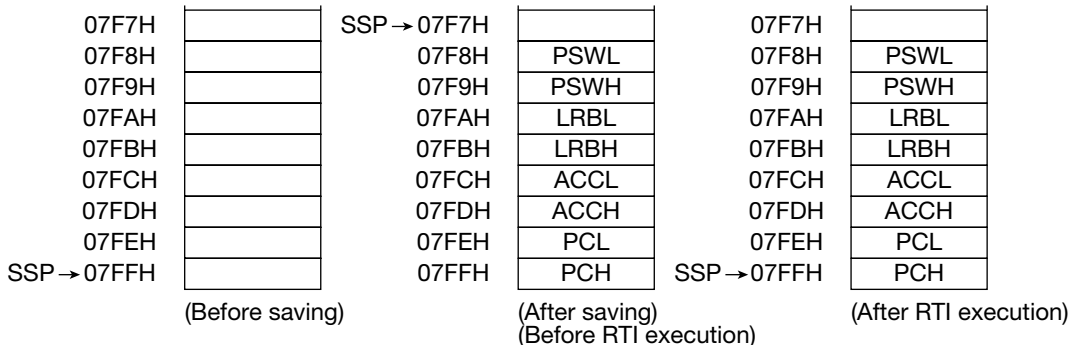 07F7H SSP→07F7H 07F7H
07F8H 07F8H PSWL 07F8H PSWL
07F9H 07F9H PSWH 07F9H PSWH
07FAH 07FAH LRBL 07FAH LRBL
07FBH 07FBH LRBH 07FBH LRBH
07FCH 07FCH ACCL 07FCH ACCL
07FDH 07FDH ACCH 07FDH ACCH
07FEH 07FEH PCL 07FEH PCL
SSP→07FFH 07FFH PCH SSP→07FFH PCH
(Before saving) (After saving) (After RTI execution)
(Before RTI execution)